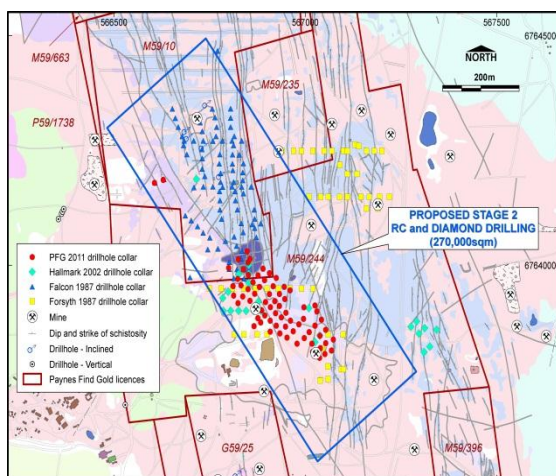 566500
567000
567500
M59/10
6764500
M59/663
NORTH
M59/235
200m
P59/1738
PROPOSED STAGE 2
RC and DIAMOND DRILLING
(270,000sqm)
6764000
M59/244
PFG 2011 drillhole collar
Hallmark 2002 drillhole collar
Falcon 1987 drillhole collar
Forsyth 1987 drillhole collar
Mine
Dip and strike of schistosity
Drillhole - Inclined
Drillhole - Vertical
Paynes Find Gold licences
G59/25
M59/396